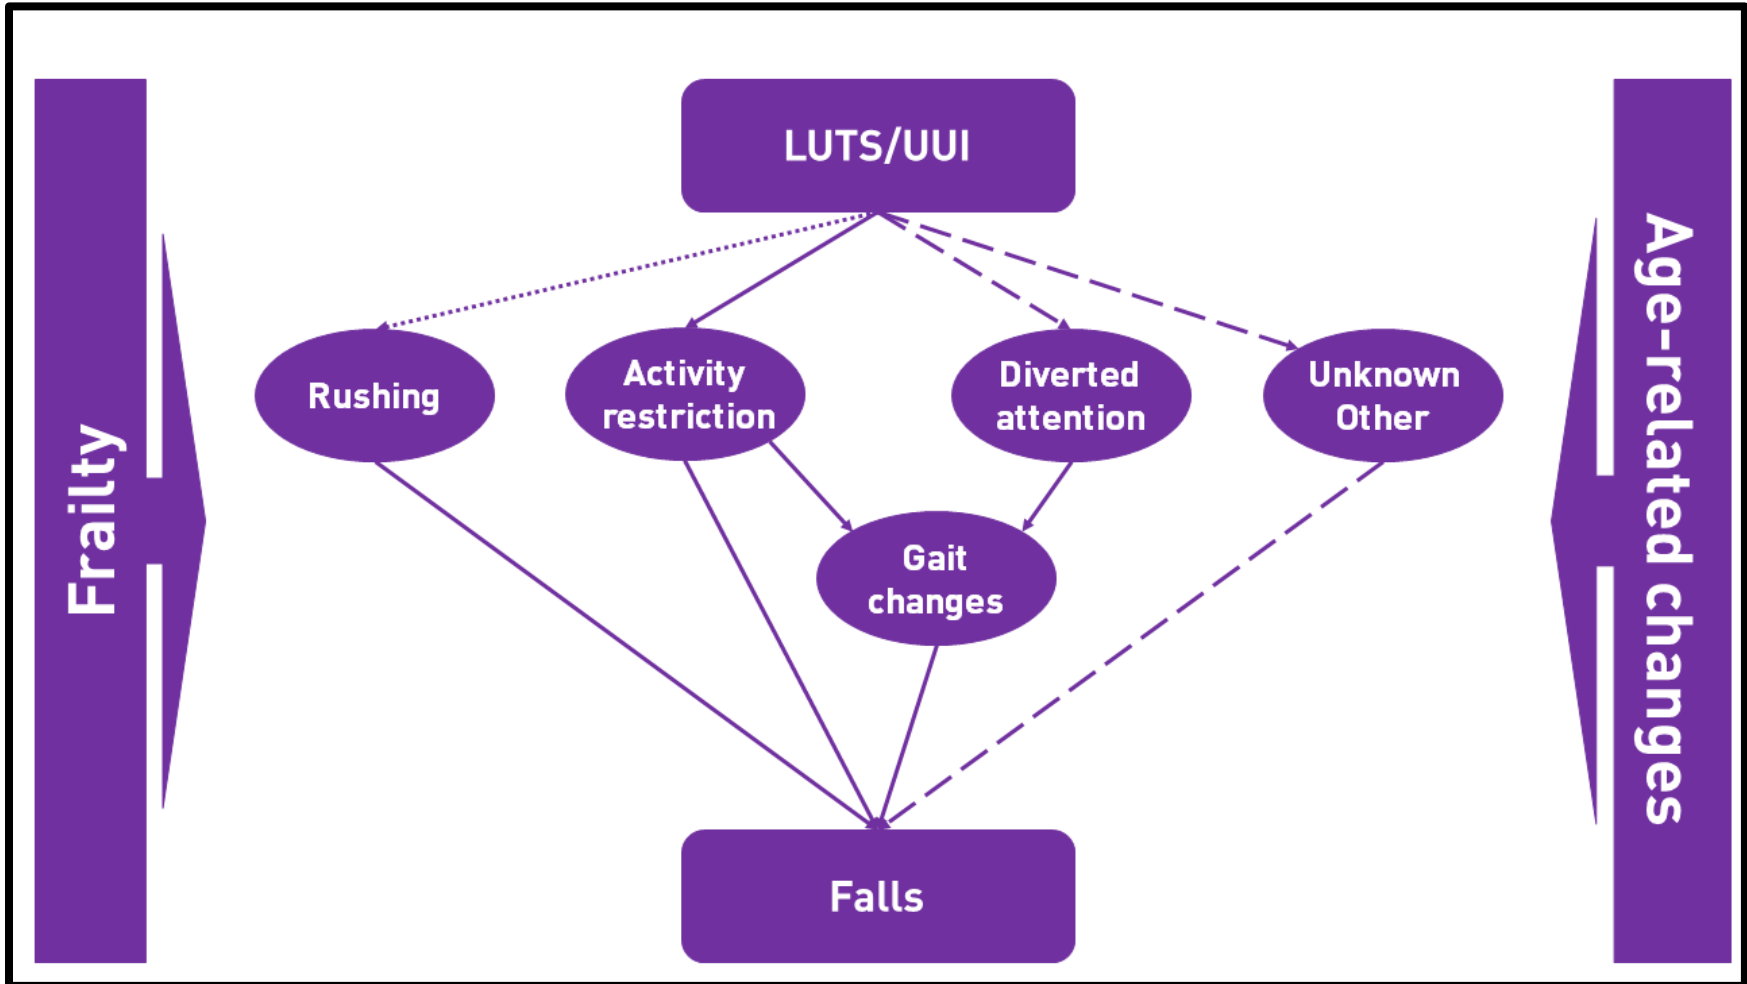 LUTS/UUI
Frailty
Rushing
Activity
restriction
Diverted
attention
Unknown
Other
Gait
changes
Falls
Age-related changes